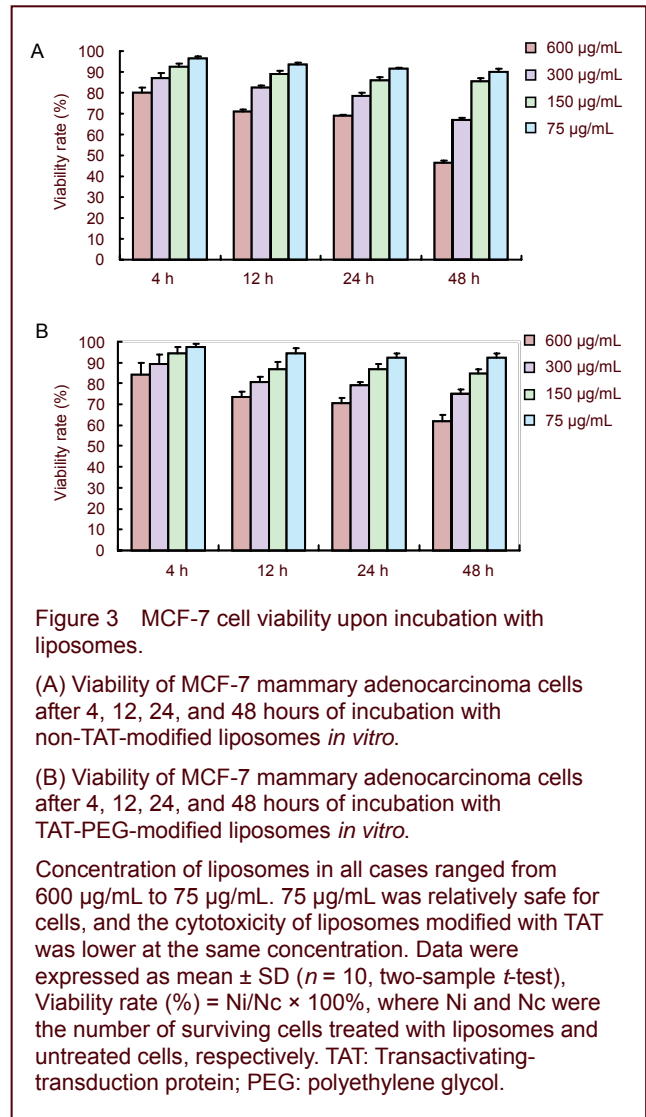 A
Viability rate (%)
100
90
80
70
60
50
40
30
20
10
0
4 h 12 h 24 h 48 h
600 µg/mL
300 µg/mL
150 µg/mL
75 µg/mL
B
Viability rate (%)
100
90
80
70
60
50
40
30
20
10
0
4 h 12 h 24 h 48 h
600 µg/mL
300 µg/mL
150 µg/mL
75 µg/mL
Figure 3 MCF-7 cell viability upon incubation with
liposomes.
(A) Viability of MCF-7 mammary adenocarcinoma cells
after 4, 12, 24, and 48 hours of incubation with
non-TAT-modified liposomes in vitro.
(B) Viability of MCF-7 mammary adenocarcinoma cells
after 4, 12, 24, and 48 hours of incubation with
TAT-PEG-modified liposomes in vitro.
Concentration of liposomes in all cases ranged from
600 µg/mL to 75 µg/mL. 75 µg/mL was relatively safe for
cells, and the cytotoxicity of liposomes modified with TAT
was lower at the same concentration. Data were
expressed as mean ± SD (n = 10, two-sample t-test),
Viability rate (%) = Ni/Nc × 100%, where Ni and Nc were
the number of surviving cells treated with liposomes and
untreated cells, respectively. TAT: Transactivating-
transduction protein; PEG: polyethylene glycol.